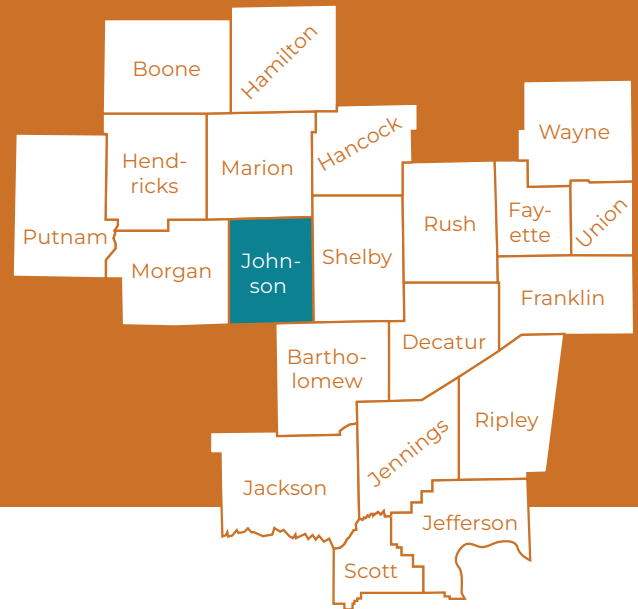 Boone
Hamilton
Hancock
Wayne
Hend-
ricks
Marion
Putnam
Morgan
John-
son
Shelby
Rush
Fay-
ette
Union
Franklin
Decatur
Bartho-
lomew
Ripley
Jennings
Jackson
Jefferson
Scott